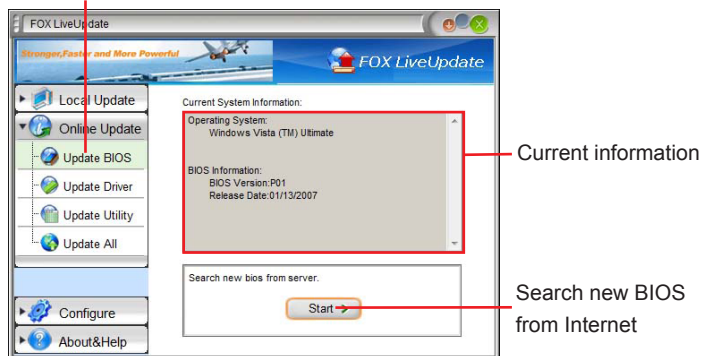 FOX LiveUpdate
Stronger,Faster and More Powerful
FOX LiveUpdate
Local Update
Online Update
Update BIOS
Update Driver
Update Utility
Update All
Configure
About&Help
Current System Information:
Operating System:
Windows Vista (TM) Ultimate
BIOS Information:
BIOS Version:P01
Release Date:01/13/2007
Search new bios from server.
Start
Current information
Search new BIOS
from Internet